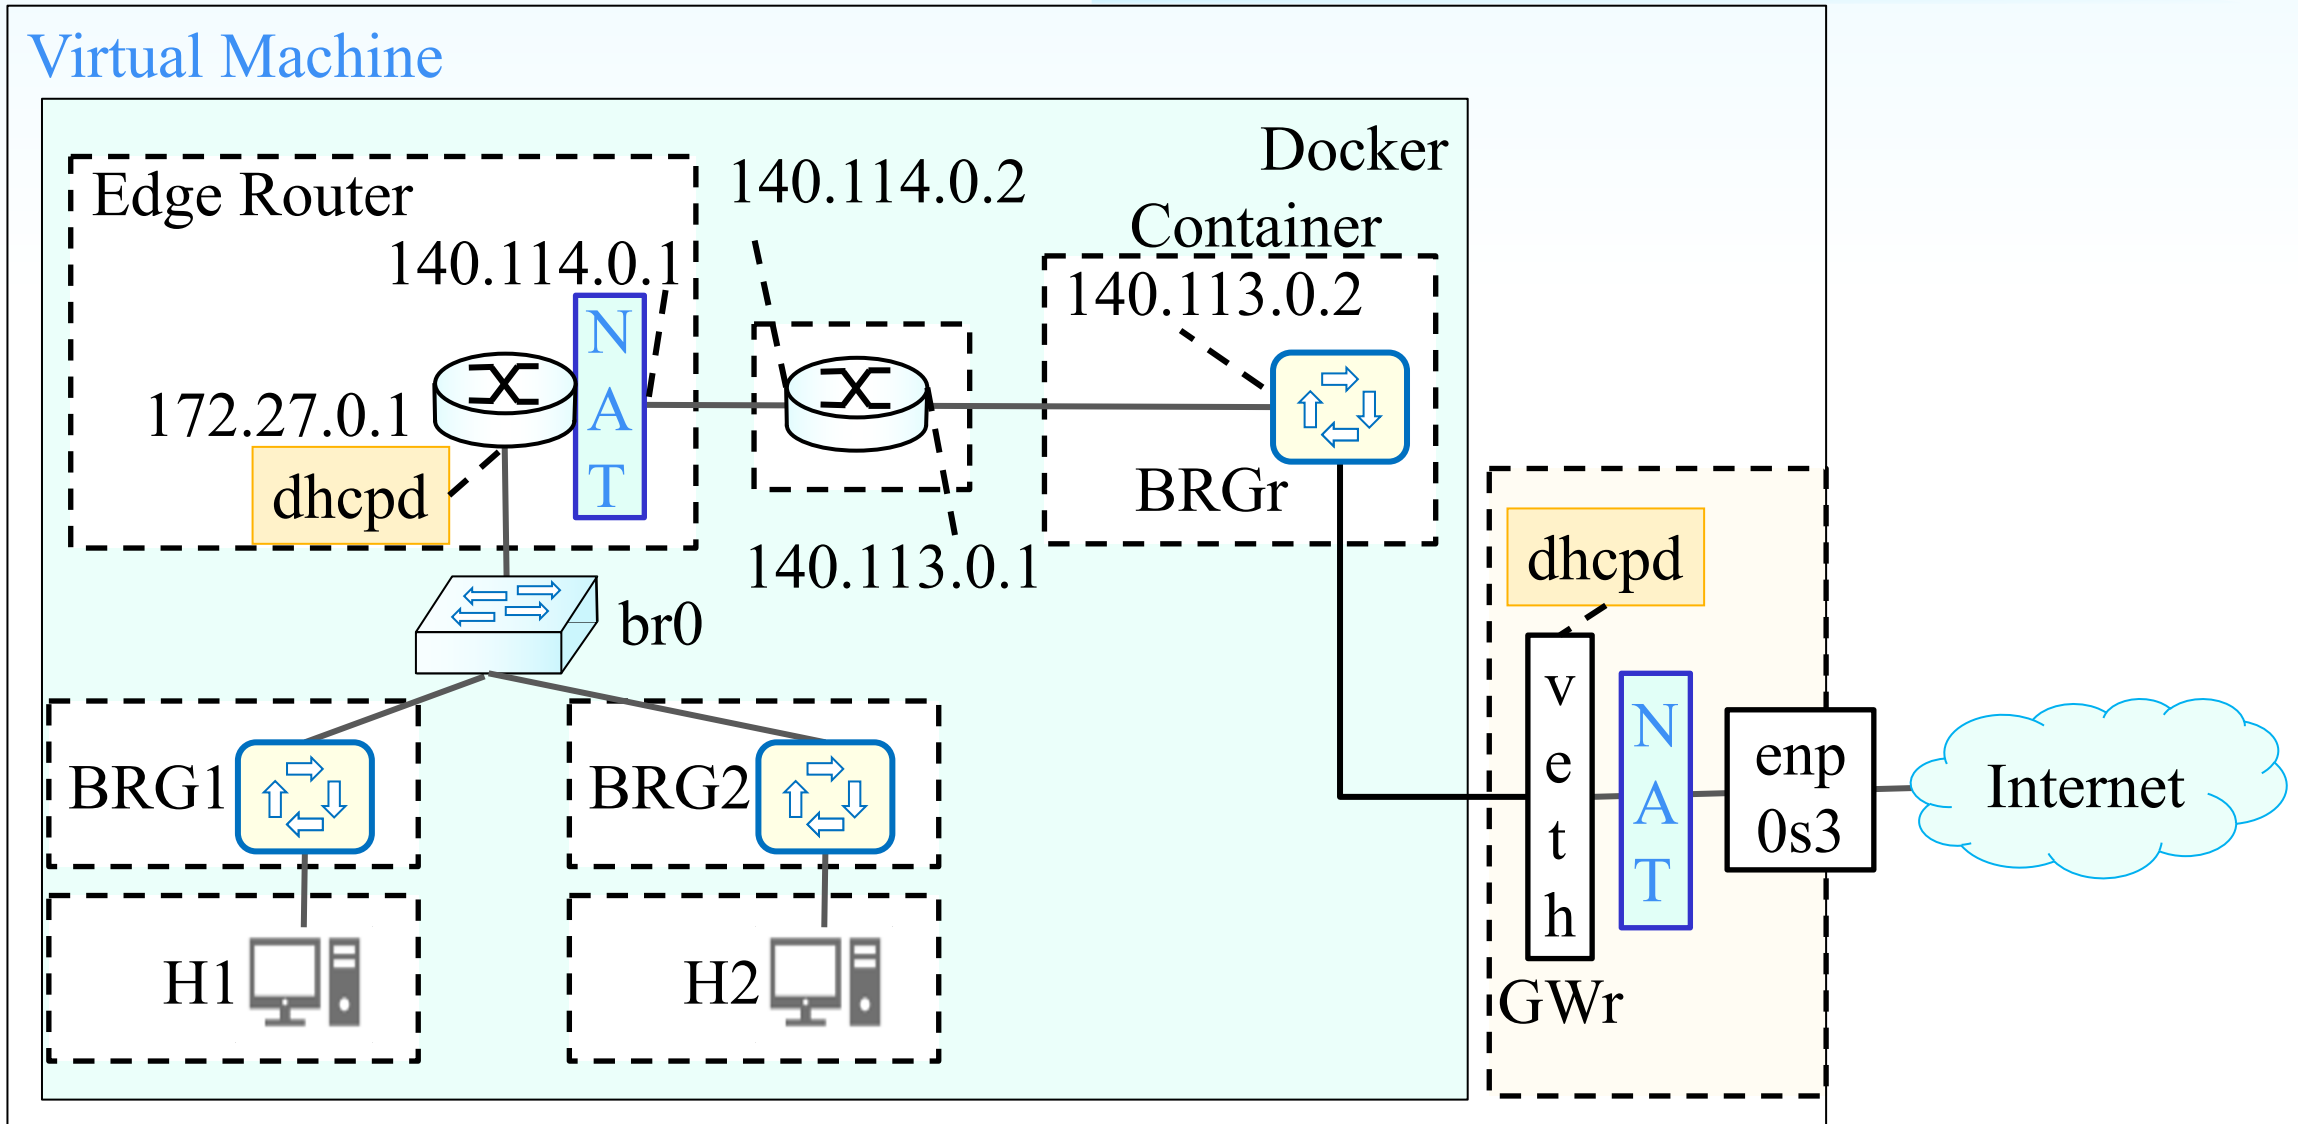 Virtual Machine
Docker
Container
Edge Router
140.114.0.2
140.114.0.1
140.113.0.2
N
A
T
172.27.0.1
dhcpd
BRGr
140.113.0.1
br0
dhcpd
v
e
t
h
N
A
T
enp
0s3
Internet
GWr
BRG1
BRG2
H1
H2